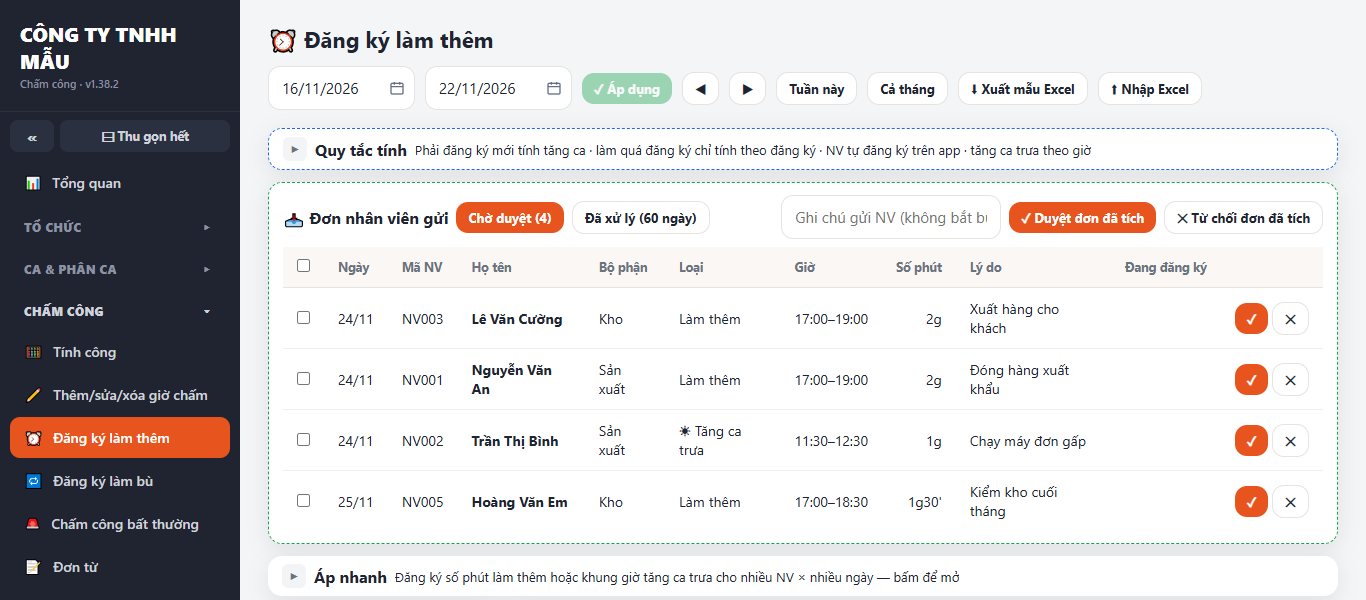 CÔNG TY TNHH
MẪU
Chấm công · v1.38.2
«
Thu gọn hết
Tổng quan
TỔ CHỨC
CA & PHÂN CA
CHẤM CÔNG
Tính công
Thêm/sửa/xóa giờ chấm
Đăng ký làm thêm
Đăng ký làm bù
Chấm công bất thường
Đơn từ
Đăng ký làm thêm
16/11/2026 22/11/2026 ✓ Áp dụng ◀ ▶ Tuần này Cả tháng ⬇ Xuất mẫu Excel ⬆ Nhập Excel
▶ Quy tắc tính Phải đăng ký mới tính tăng ca · làm quá đăng ký chỉ tính theo đăng ký · NV tự đăng ký trên app · tăng ca trưa theo giờ
Đơn nhân viên gửi Chờ duyệt (4) Đã xử lý (60 ngày) Ghi chú gửi NV (không bắt bu ✓ Duyệt đơn đã tích ✕ Từ chối đơn đã tích
Ngày Mã NV Họ tên Bộ phận Loại Giờ Số phút Lý do Đang đăng ký
24/11 NV003 Lê Văn Cường Kho Làm thêm 17:00–19:00 2g Xuất hàng cho
khách
✓ ✕
24/11 NV001 Nguyễn Văn
An
Sản
xuất
Làm thêm 17:00–19:00 2g Đóng hàng xuất
khẩu
✓ ✕
24/11 NV002 Trần Thị Bình Sản
xuất
☀ Tăng ca
trưa
11:30–12:30 1g Chạy máy đơn gấp ✓ ✕
25/11 NV005 Hoàng Văn Em Kho Làm thêm 17:00–18:30 1g30' Kiểm kho cuối
tháng
✓ ✕
▶ Áp nhanh Đăng ký số phút làm thêm hoặc khung giờ tăng ca trưa cho nhiều NV × nhiều ngày — bấm để mở